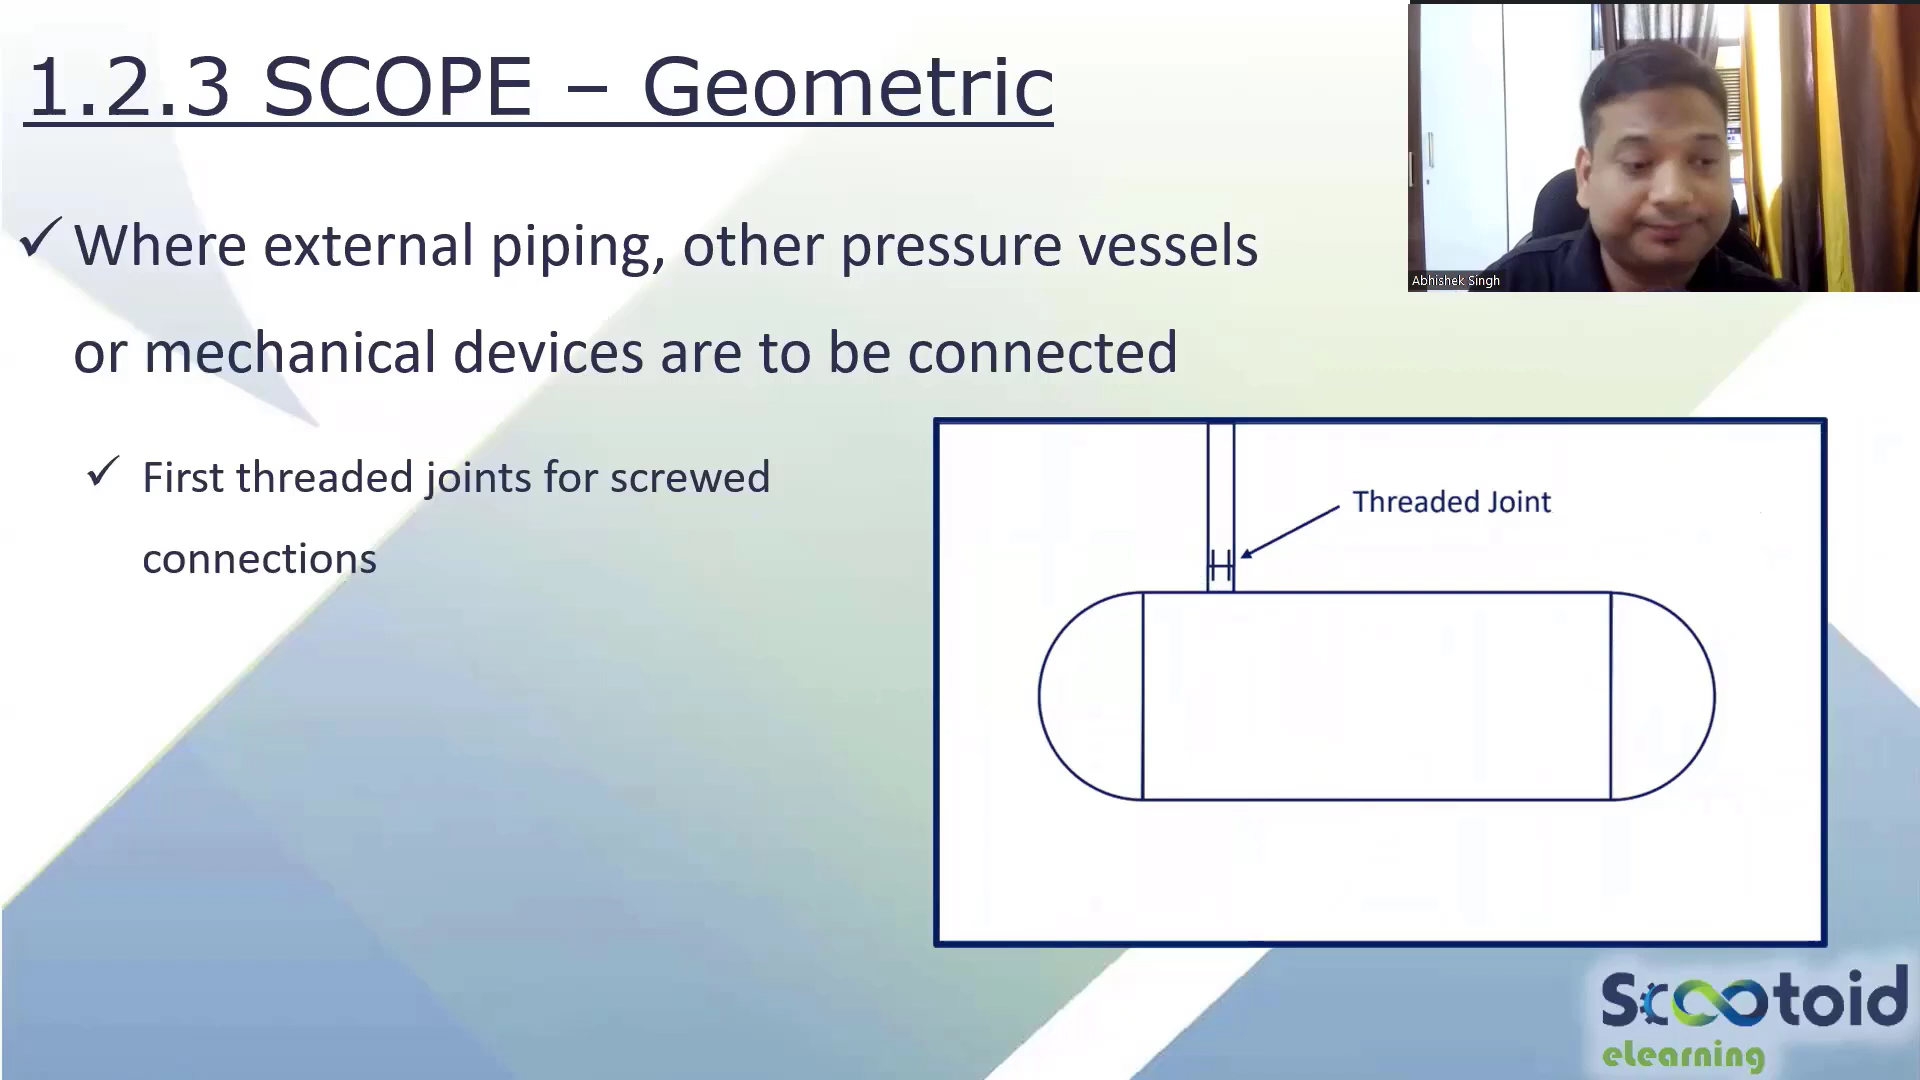 1.2.3 SCOPE – Geometric
Where external piping, other pressure vessels
or mechanical devices are to be connected
First threaded joints for screwed
connections
Threaded Joint
Abhishek Singh
Scootoid
elearning